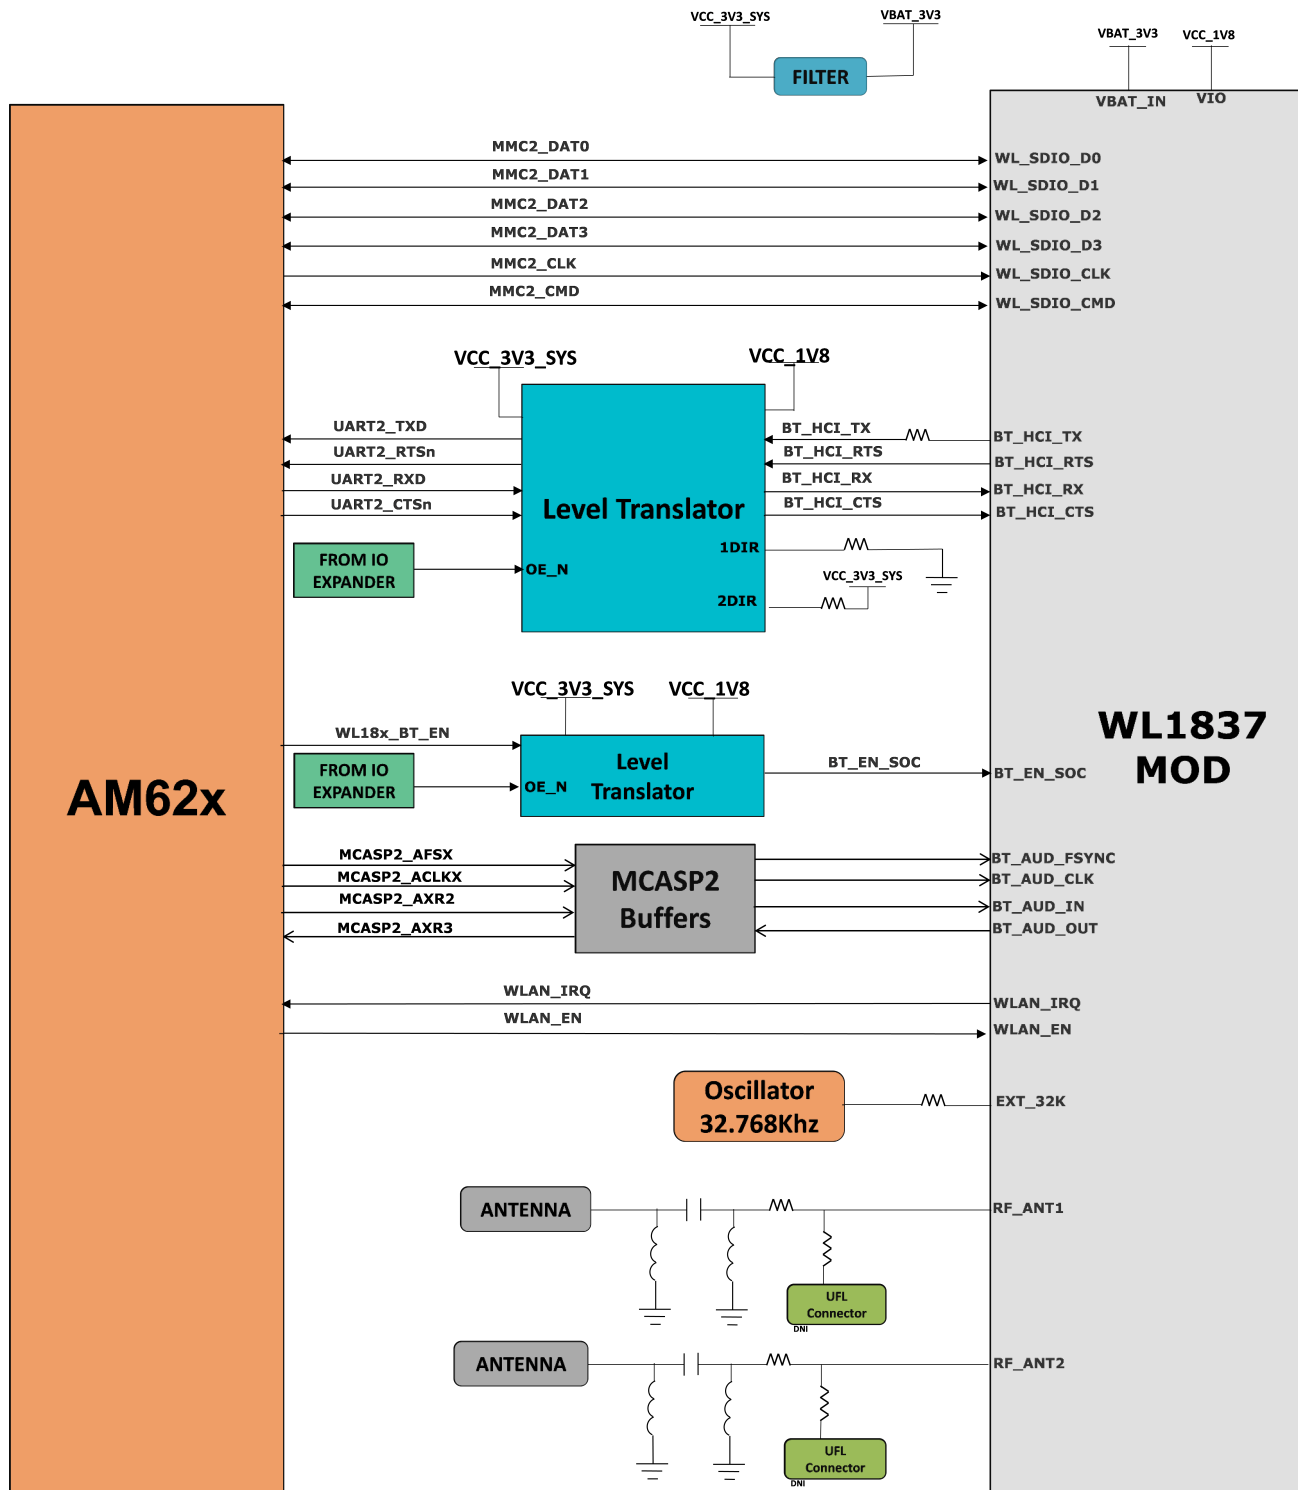 VCC_3V3_SYS
VBAT_3V3
FILTER
VBAT_3V3
VCC_1V8
VBAT_IN
VIO
MMC2_DAT0
WL_SDIO_D0
MMC2_DAT1
WL_SDIO_D1
MMC2_DAT2
WL_SDIO_D2
MMC2_DAT3
WL_SDIO_D3
MMC2_CLK
WL_SDIO_CLK
MMC2_CMD
WL_SDIO_CMD
VCC_3V3_SYS
VCC_1V8
UART2_TXD
BT_HCI_TX
BT_HCI_TX
UART2_RTSn
BT_HCI_RTS
BT_HCI_RTS
UART2_RXD
BT_HCI_RX
BT_HCI_RX
UART2_CTSn
BT_HCI_CTS
BT_HCI_CTS
Level Translator
1DIR
FROM IO
EXPANDER
OE_N
VCC_3V3_SYS
2DIR
VCC_3V3_SYS
VCC_1V8
WL18x_BT_EN
FROM IO
EXPANDER
OE_N
Level
Translator
BT_EN_SOC
BT_EN_SOC
WL1837
MOD
AM62x
MCASP2_AFSX
MCASP2_ACLKX
MCASP2_AXR2
MCASP2_AXR3
MCASP2
Buffers
BT_AUD_FSYNC
BT_AUD_CLK
BT_AUD_IN
BT_AUD_OUT
WLAN_IRQ
WLAN_IRQ
WLAN_EN
WLAN_EN
Oscillator
32.768Khz
EXT_32K
ANTENNA
RF_ANT1
UFL
Connector
DNI
ANTENNA
RF_ANT2
UFL
Connector
DNI